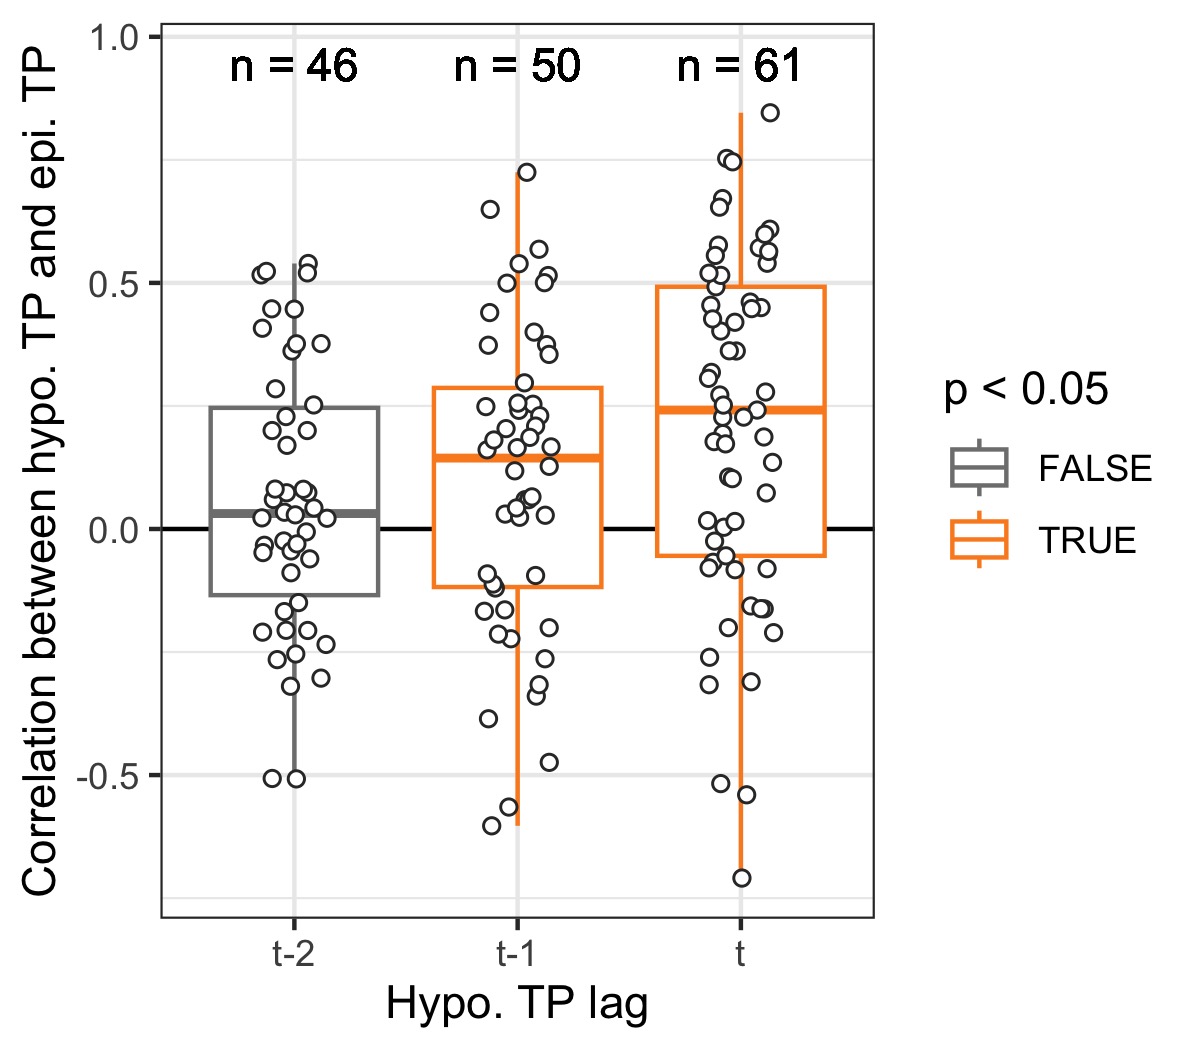 Correlation between hypo. TP and epi. TP
1.0
0.5
0.0
-0.5
n = 46
n = 50
n = 61
t-2
t-1
t
Hypo. TP lag
p < 0.05
FALSE
TRUE